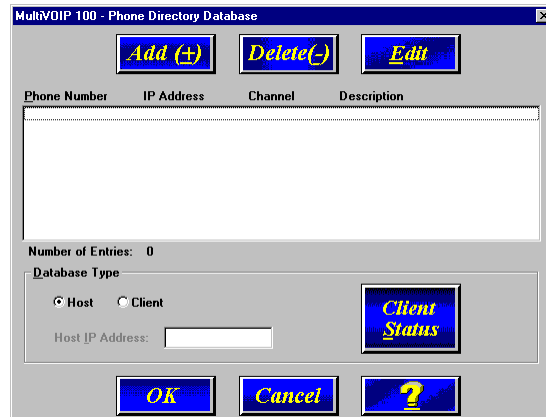 MultiVOIP 100 - Phone Directory Database
Add (+) Delete(-) Edit
Phone Number IP Address Channel Description
Number of Entries: 0
Database Type
Host Client
Client
Status
Host IP Address:
OK Cancel ?